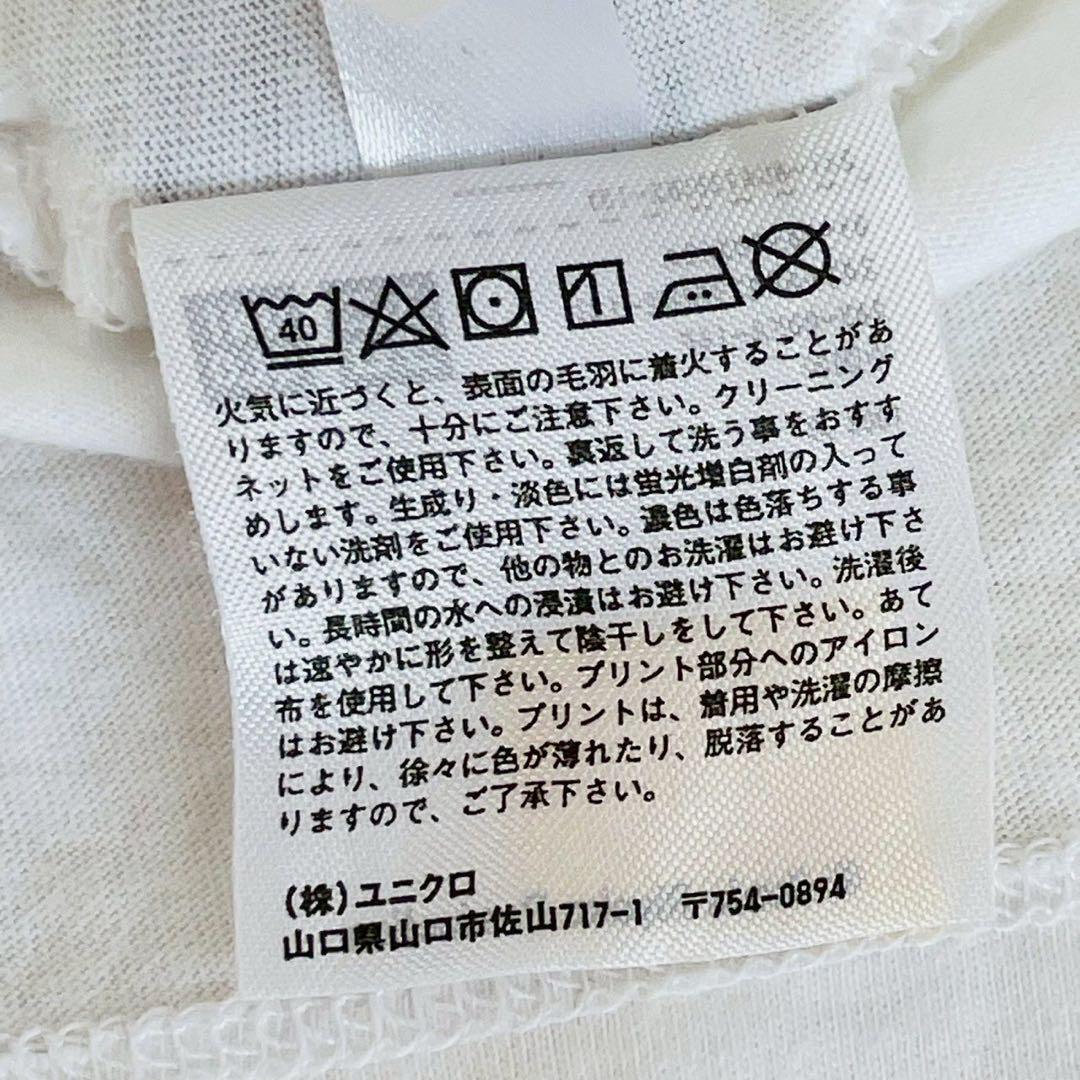 40
火気に近づくと、表面の毛羽に着火することがあ
りますので、十分にご注意下さい。クリーニング
ネットをご使用下さい。裏返して洗う事をおすす
めします。生成り・淡色には蛍光増白剤の入って
いない洗剤をご使用下さい。濃色は色落ちする事
がありますので、他の物とのお洗濯はお避け下さ
い。長時間の水への浸漬はお避け下さい。洗濯後
は速やかに形を整えて陰干しをして下さい。あて
布を使用して下さい。プリント部分へのアイロン
はお避け下さい。プリントは、着用や洗濯の摩擦
により、徐々に色が薄れたり、脱落することがあ
りますので、ご了承下さい。
(株)ユニクロ
山口県山口市佐山717-1 〒754-0894